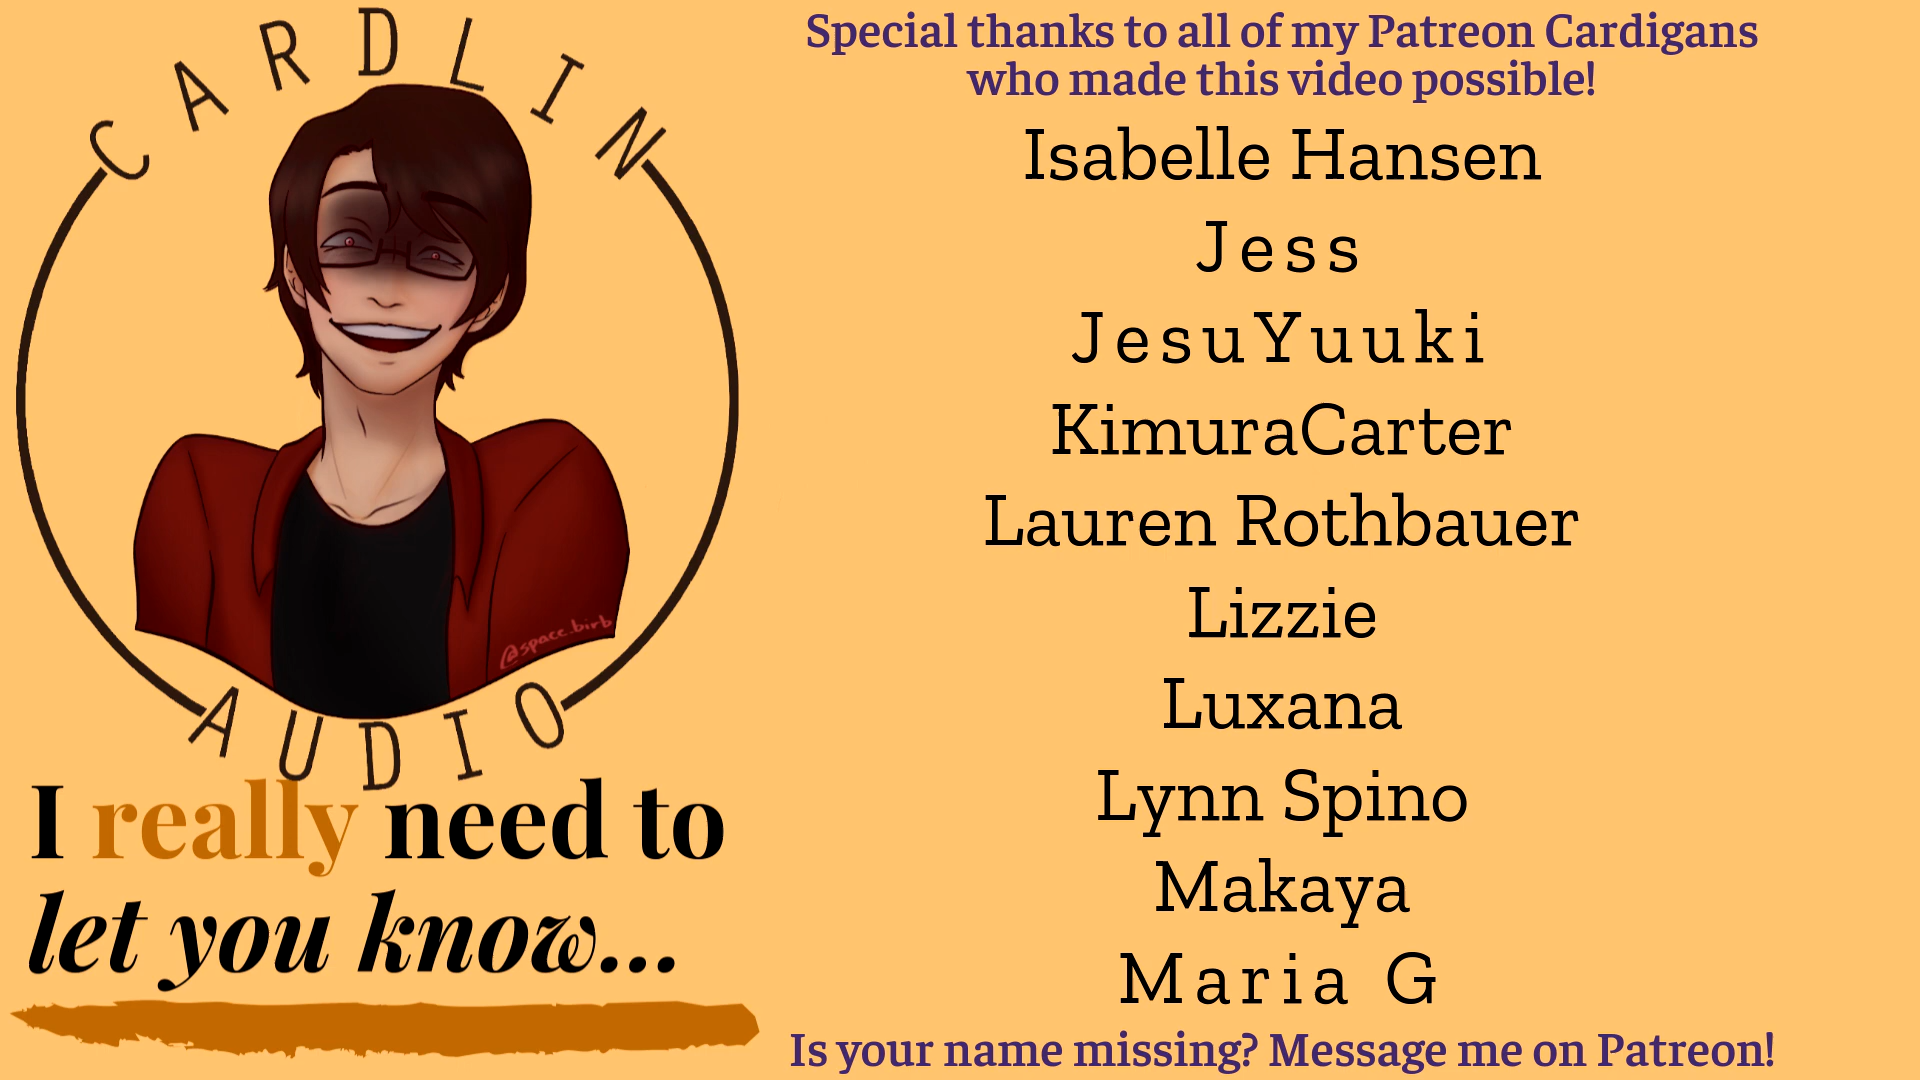 CARDLIN
AUDIO
@space.birb
I really need to
let you know...
Special thanks to all of my Patreon Cardigans
who made this video possible!
Isabelle Hansen
Jess
JesuYuuki
KimuraCarter
Lauren Rothbauer
Lizzie
Luxana
Lynn Spino
Makaya
Maria G
Is your name missing? Message me on Patreon!